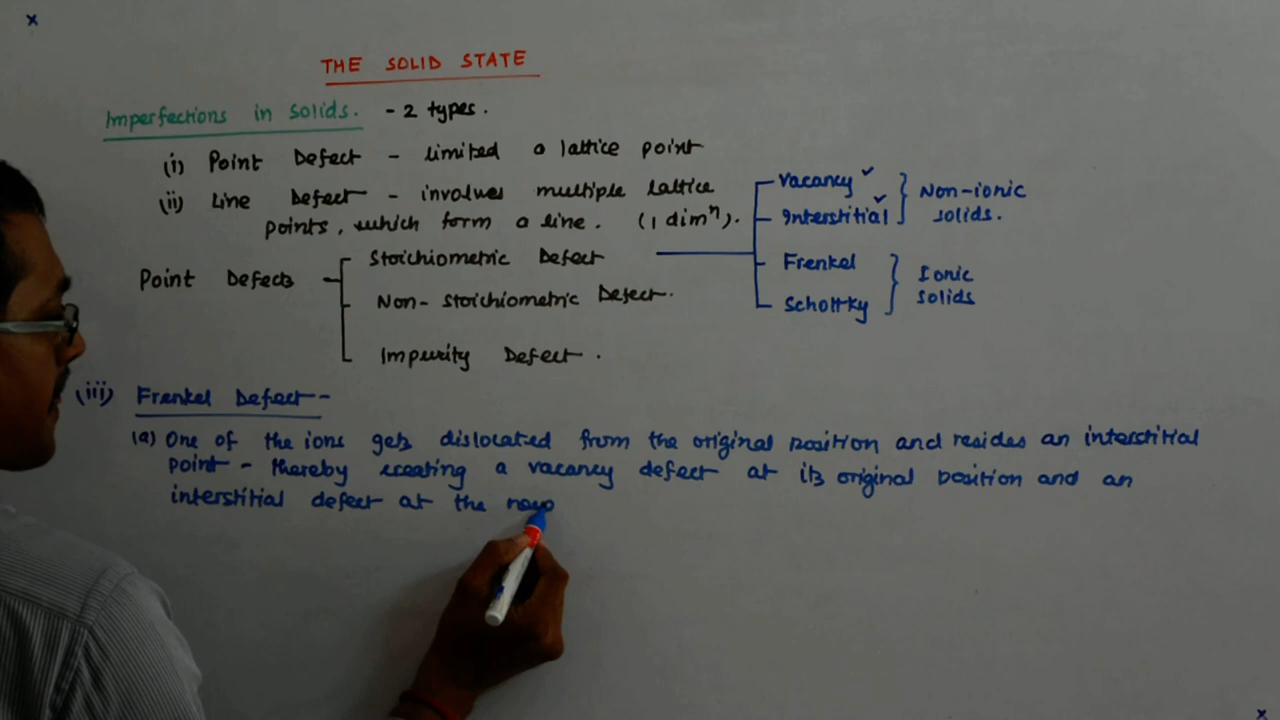 THE SOLID STATE
Imperfections in solids. - 2 types.
(i) Point Defect - limited a lattice point
(ii) Line Defect - involves multiple lattice
points, which form a line. (1 dimⁿ).
Vacancy ✓
Interstitial ✓
Non-ionic
solids.
Frenkel
Schottky
Ionic
solids
Point Defects
Stoichiometric Defect
Non-Stoichiometric Defect.
Impurity Defect.
(iii) Frenkel Defect-
(a) One of the ions gets dislocated from the original position and resides an interstitial
point - thereby creating a vacancy defect at its original position and an
interstitial defect at the new